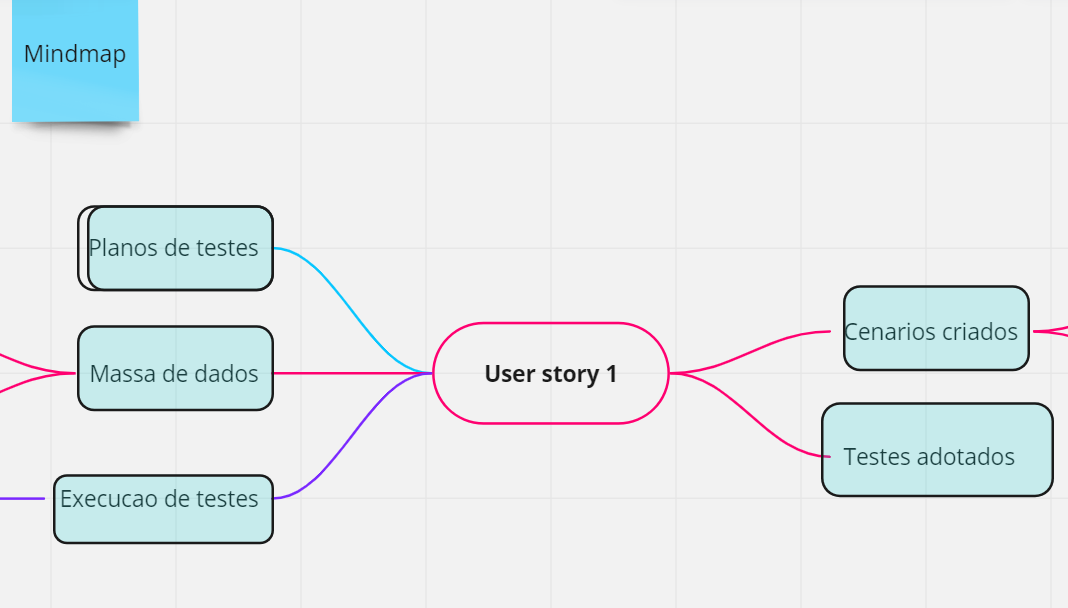 Mindmap
Planos de testes
Massa de dados
Execucao de testes
User story 1
Cenarios criados
Testes adotados